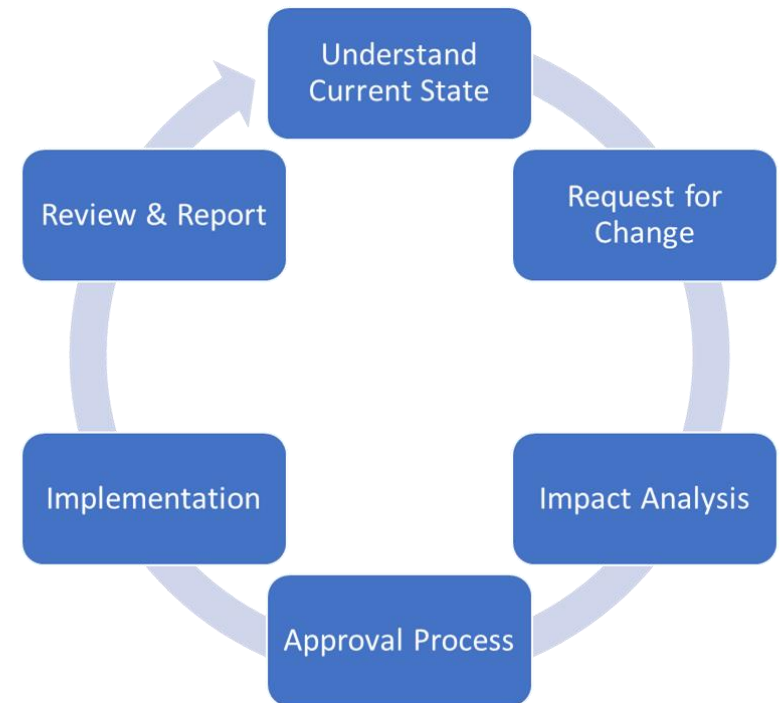 Understand
Current State
Request for
Change
Impact Analysis
Approval Process
Implementation
Review & Report